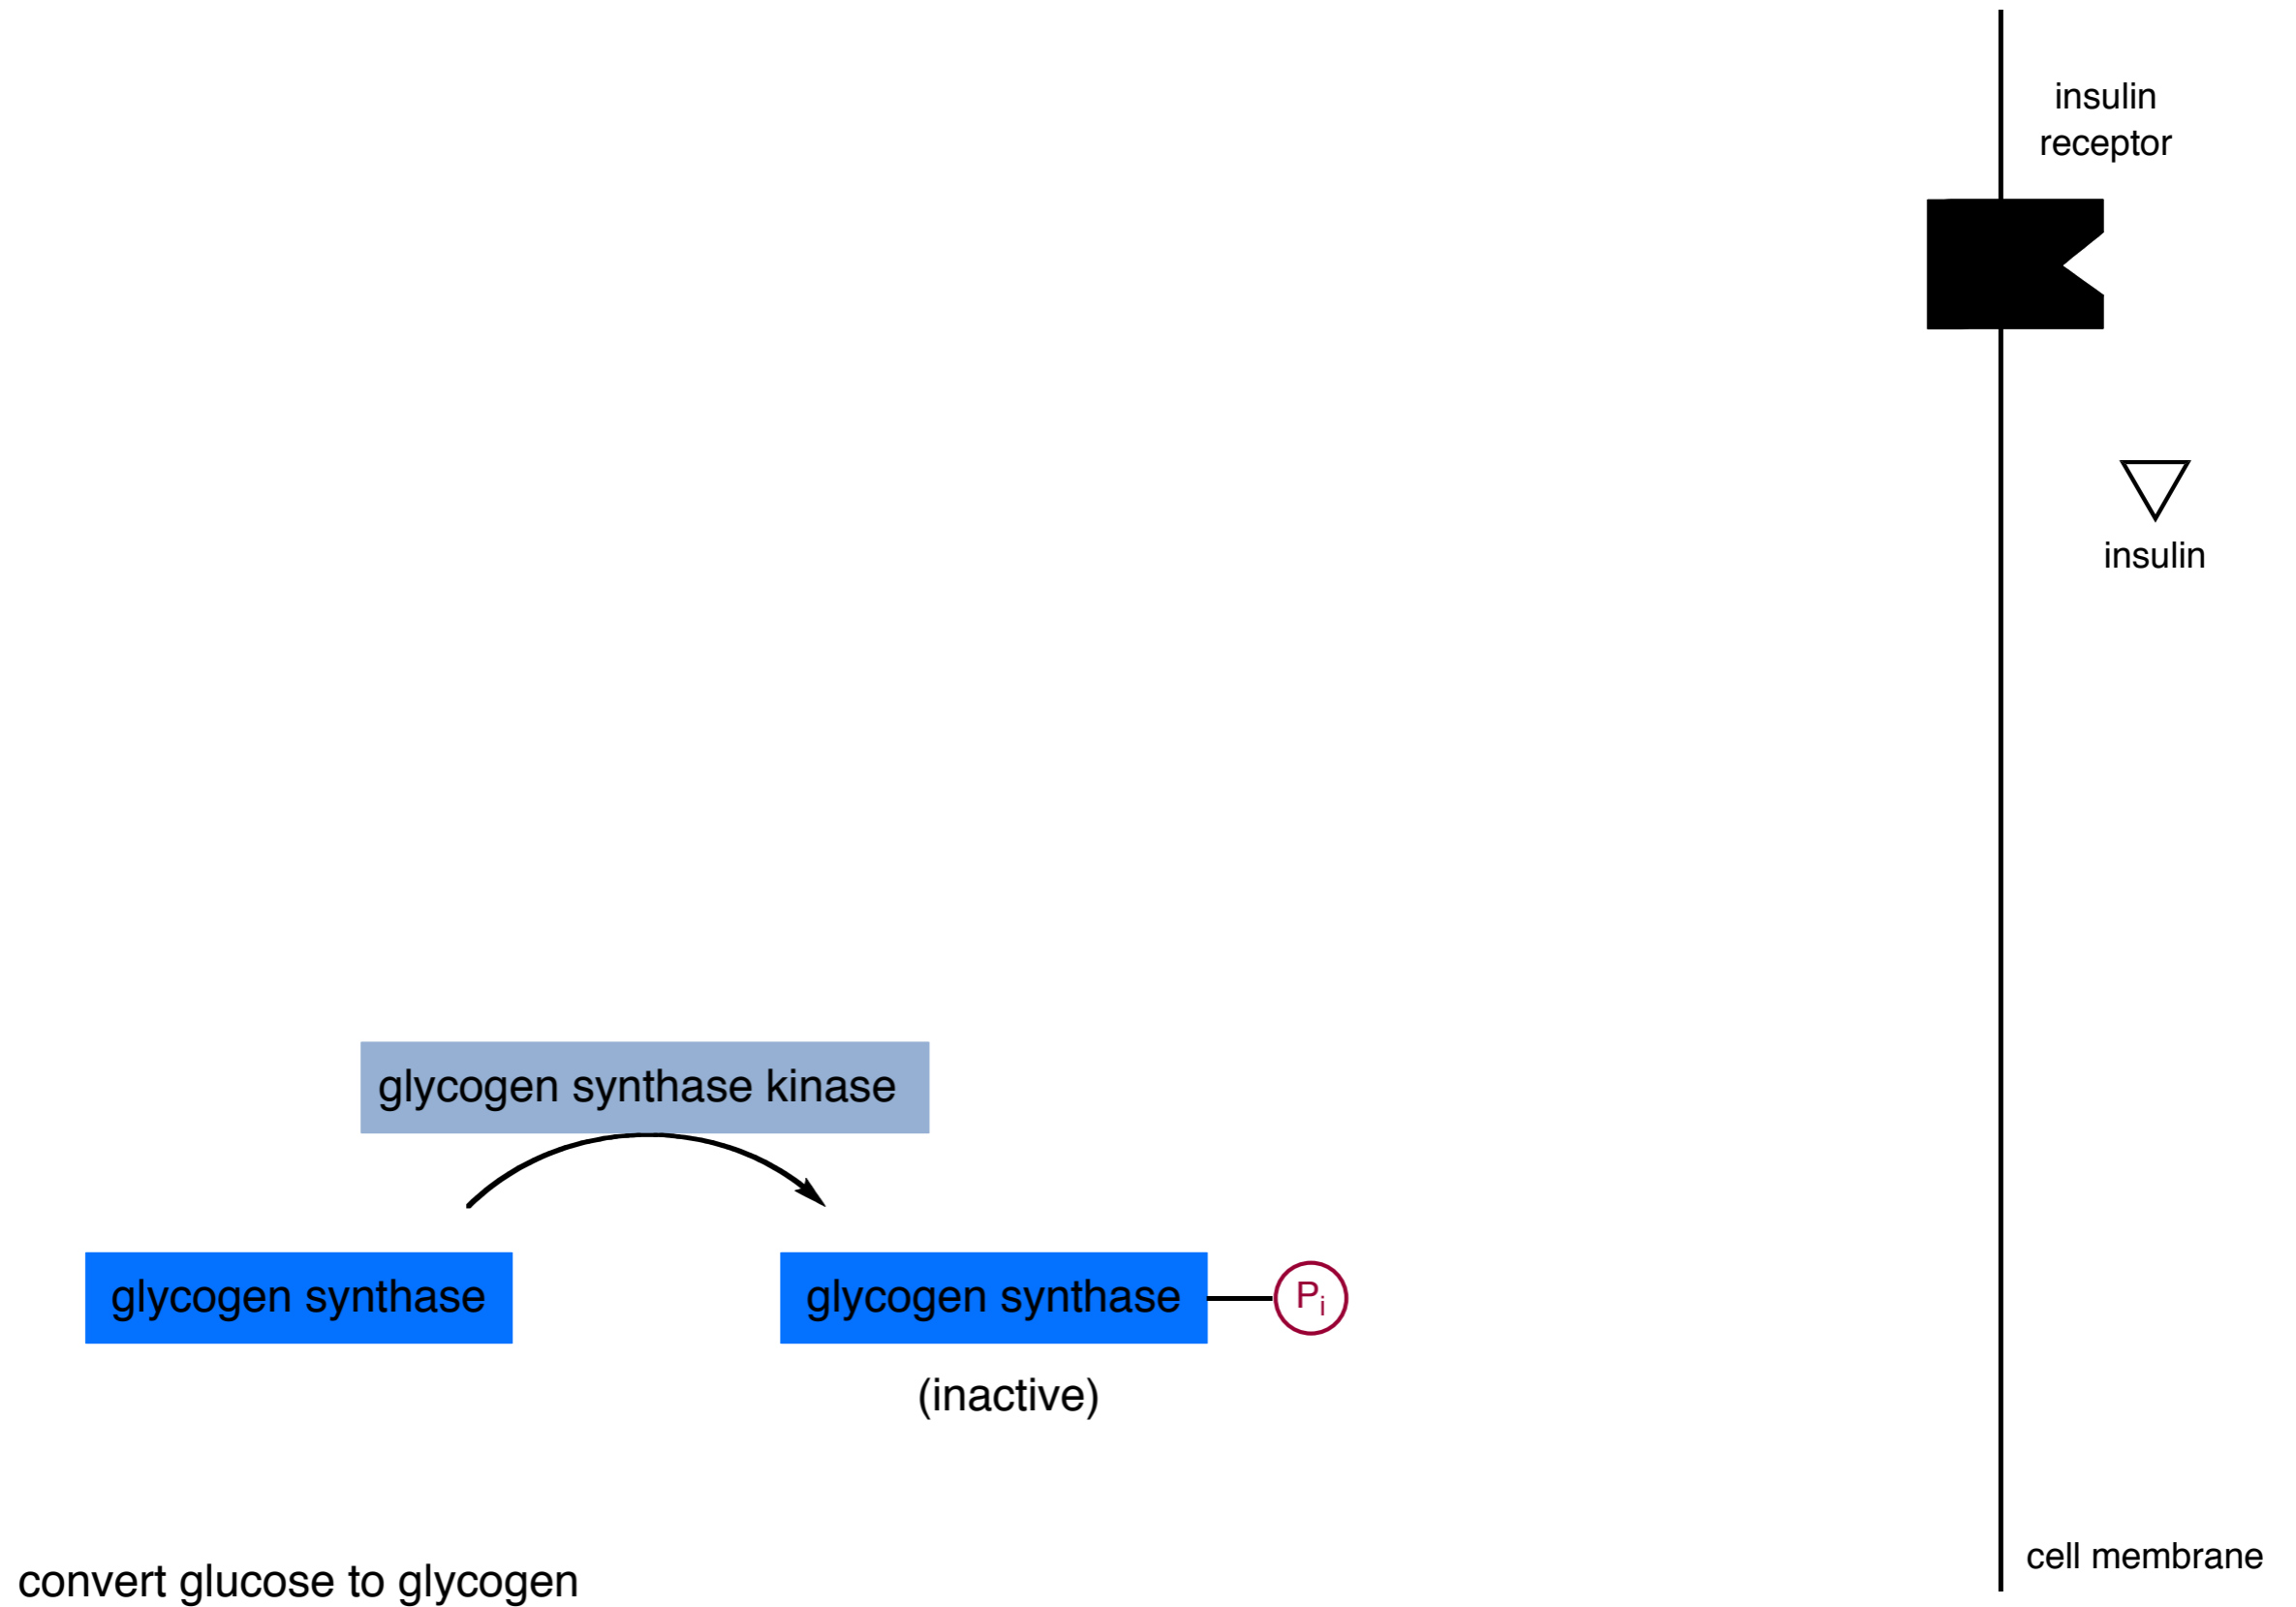 insulin
receptor
insulin
glycogen synthase kinase
glycogen synthase
glycogen synthase
Pi
(inactive)
cell membrane
convert glucose to glycogen